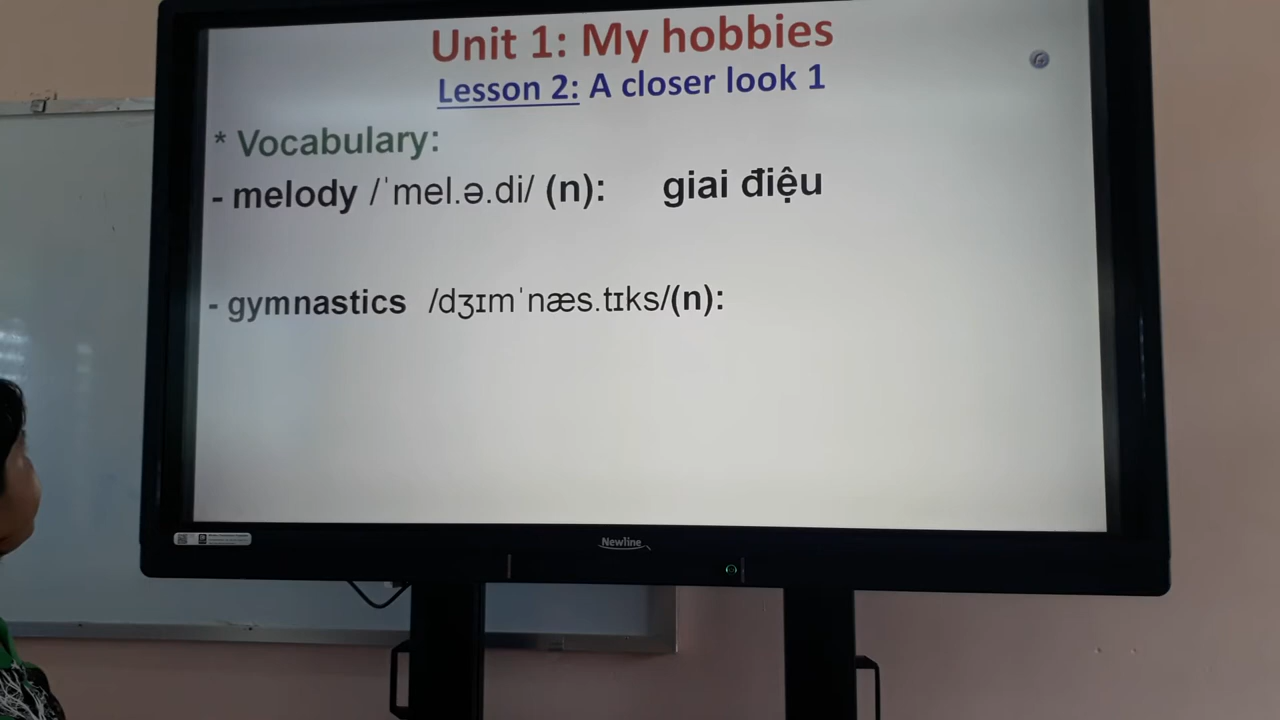 Unit 1: My hobbies
Lesson 2: A closer look 1
* Vocabulary:
- melody /ˈmel.ə.di/ (n): giai điệu
- gymnastics /dʒɪmˈnæs.tɪks/(n):
Newline